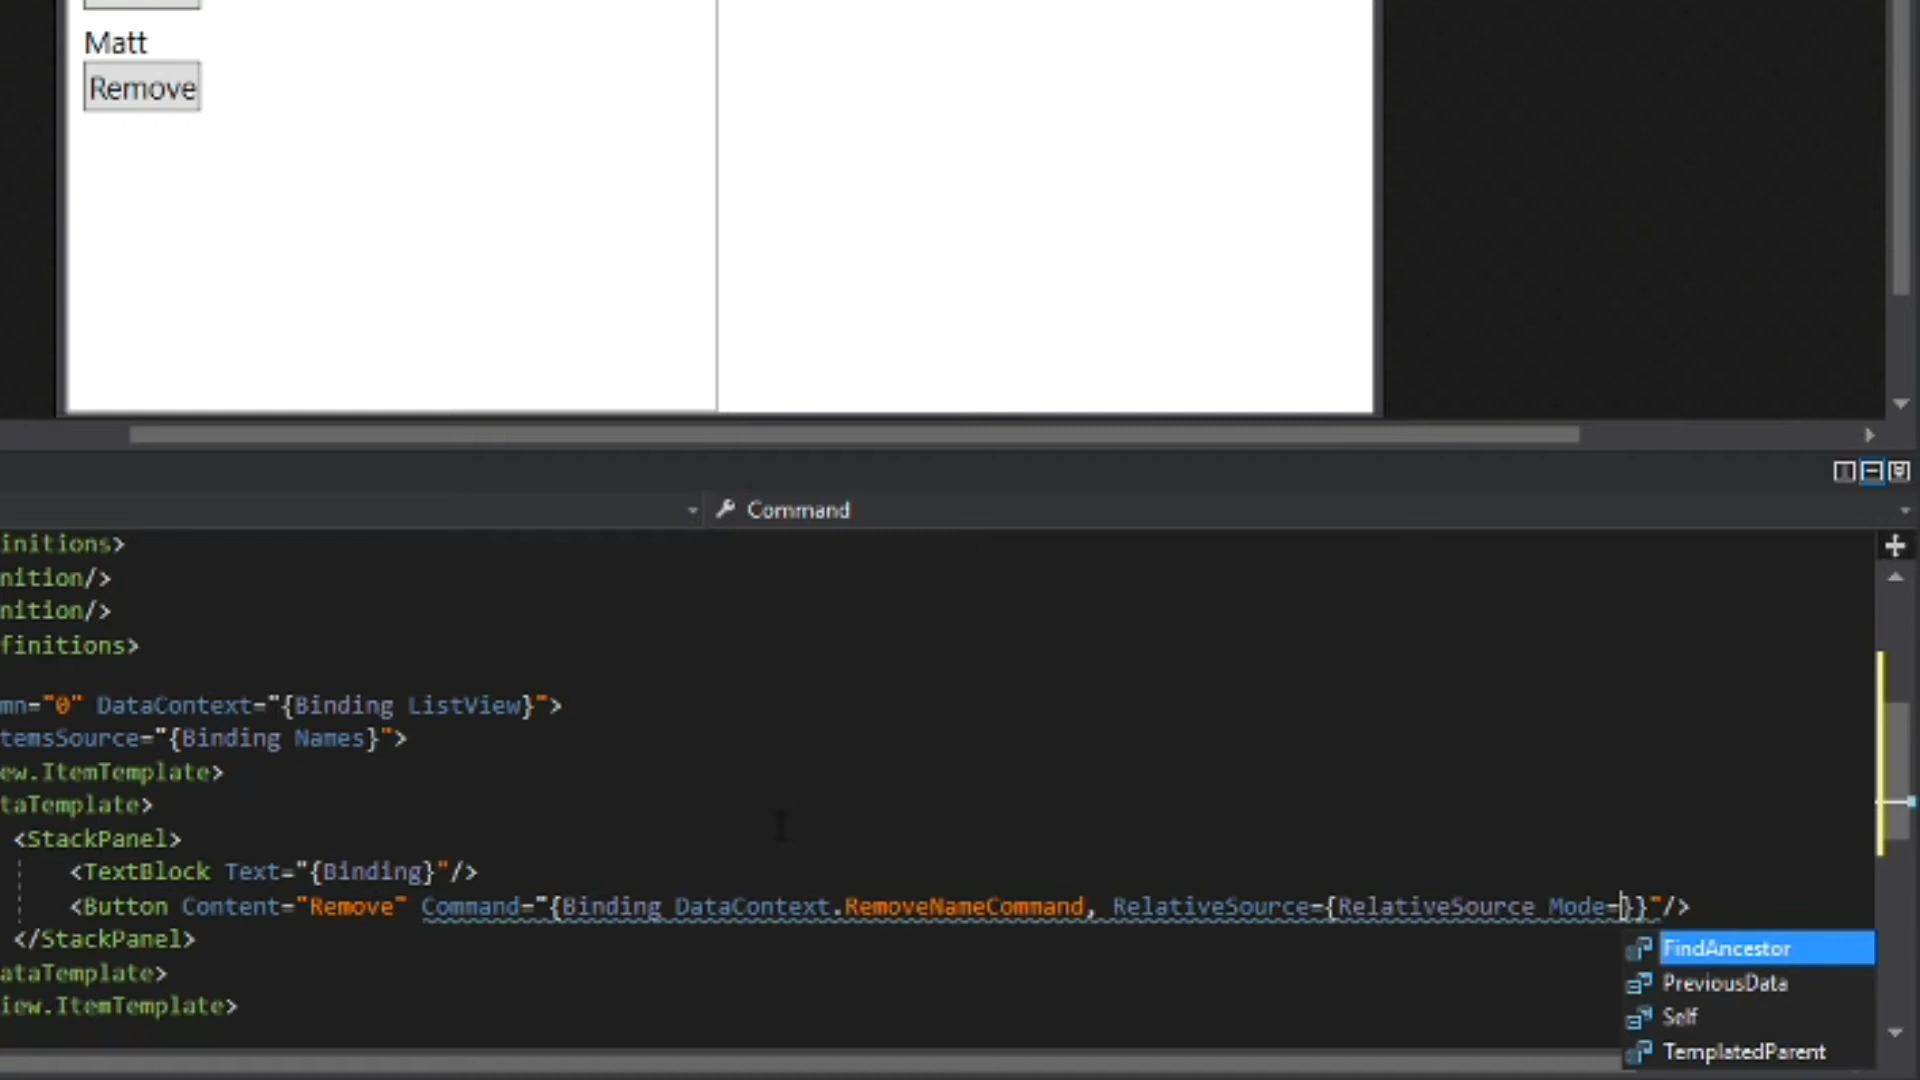 Matt
Remove
Command
initions>
nition/>
nition/>
finitions>
mn="0" DataContext="{Binding ListView}">
temsSource="{Binding Names}">
ew.ItemTemplate>
taTemplate>
<StackPanel>
<TextBlock Text="{Binding}"/>
<Button Content="Remove" Command="{Binding DataContext.RemoveNameCommand, RelativeSource={RelativeSource Mode=}}"/>
</StackPanel>
ataTemplate>
iew.ItemTemplate>
FindAncestor
PreviousData
Self
TemplatedParent